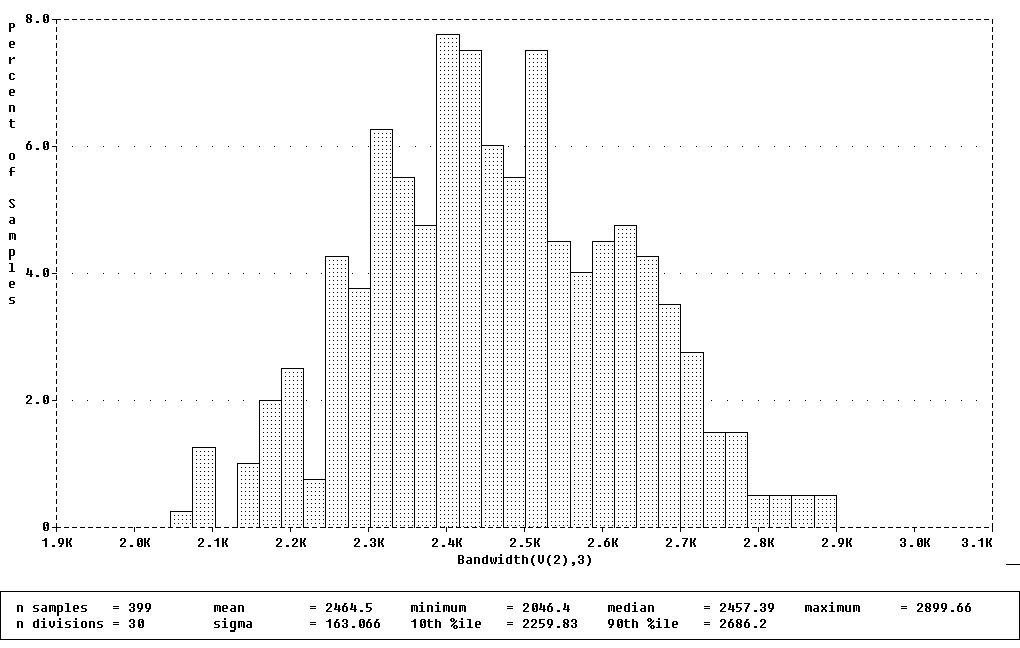 Percent of Samples
8.0
6.0
4.0
2.0
0
1.9K 2.0K 2.1K 2.2K 2.3K 2.4K 2.5K 2.6K 2.7K 2.8K 2.9K 3.0K 3.1K
Bandwidth(V(2),3)
n samples = 399 mean = 2464.5 minimum = 2046.4 median = 2457.39 maximum = 2899.66
n divisions = 30 sigma = 163.066 10th %ile = 2259.83 90th %ile = 2686.2